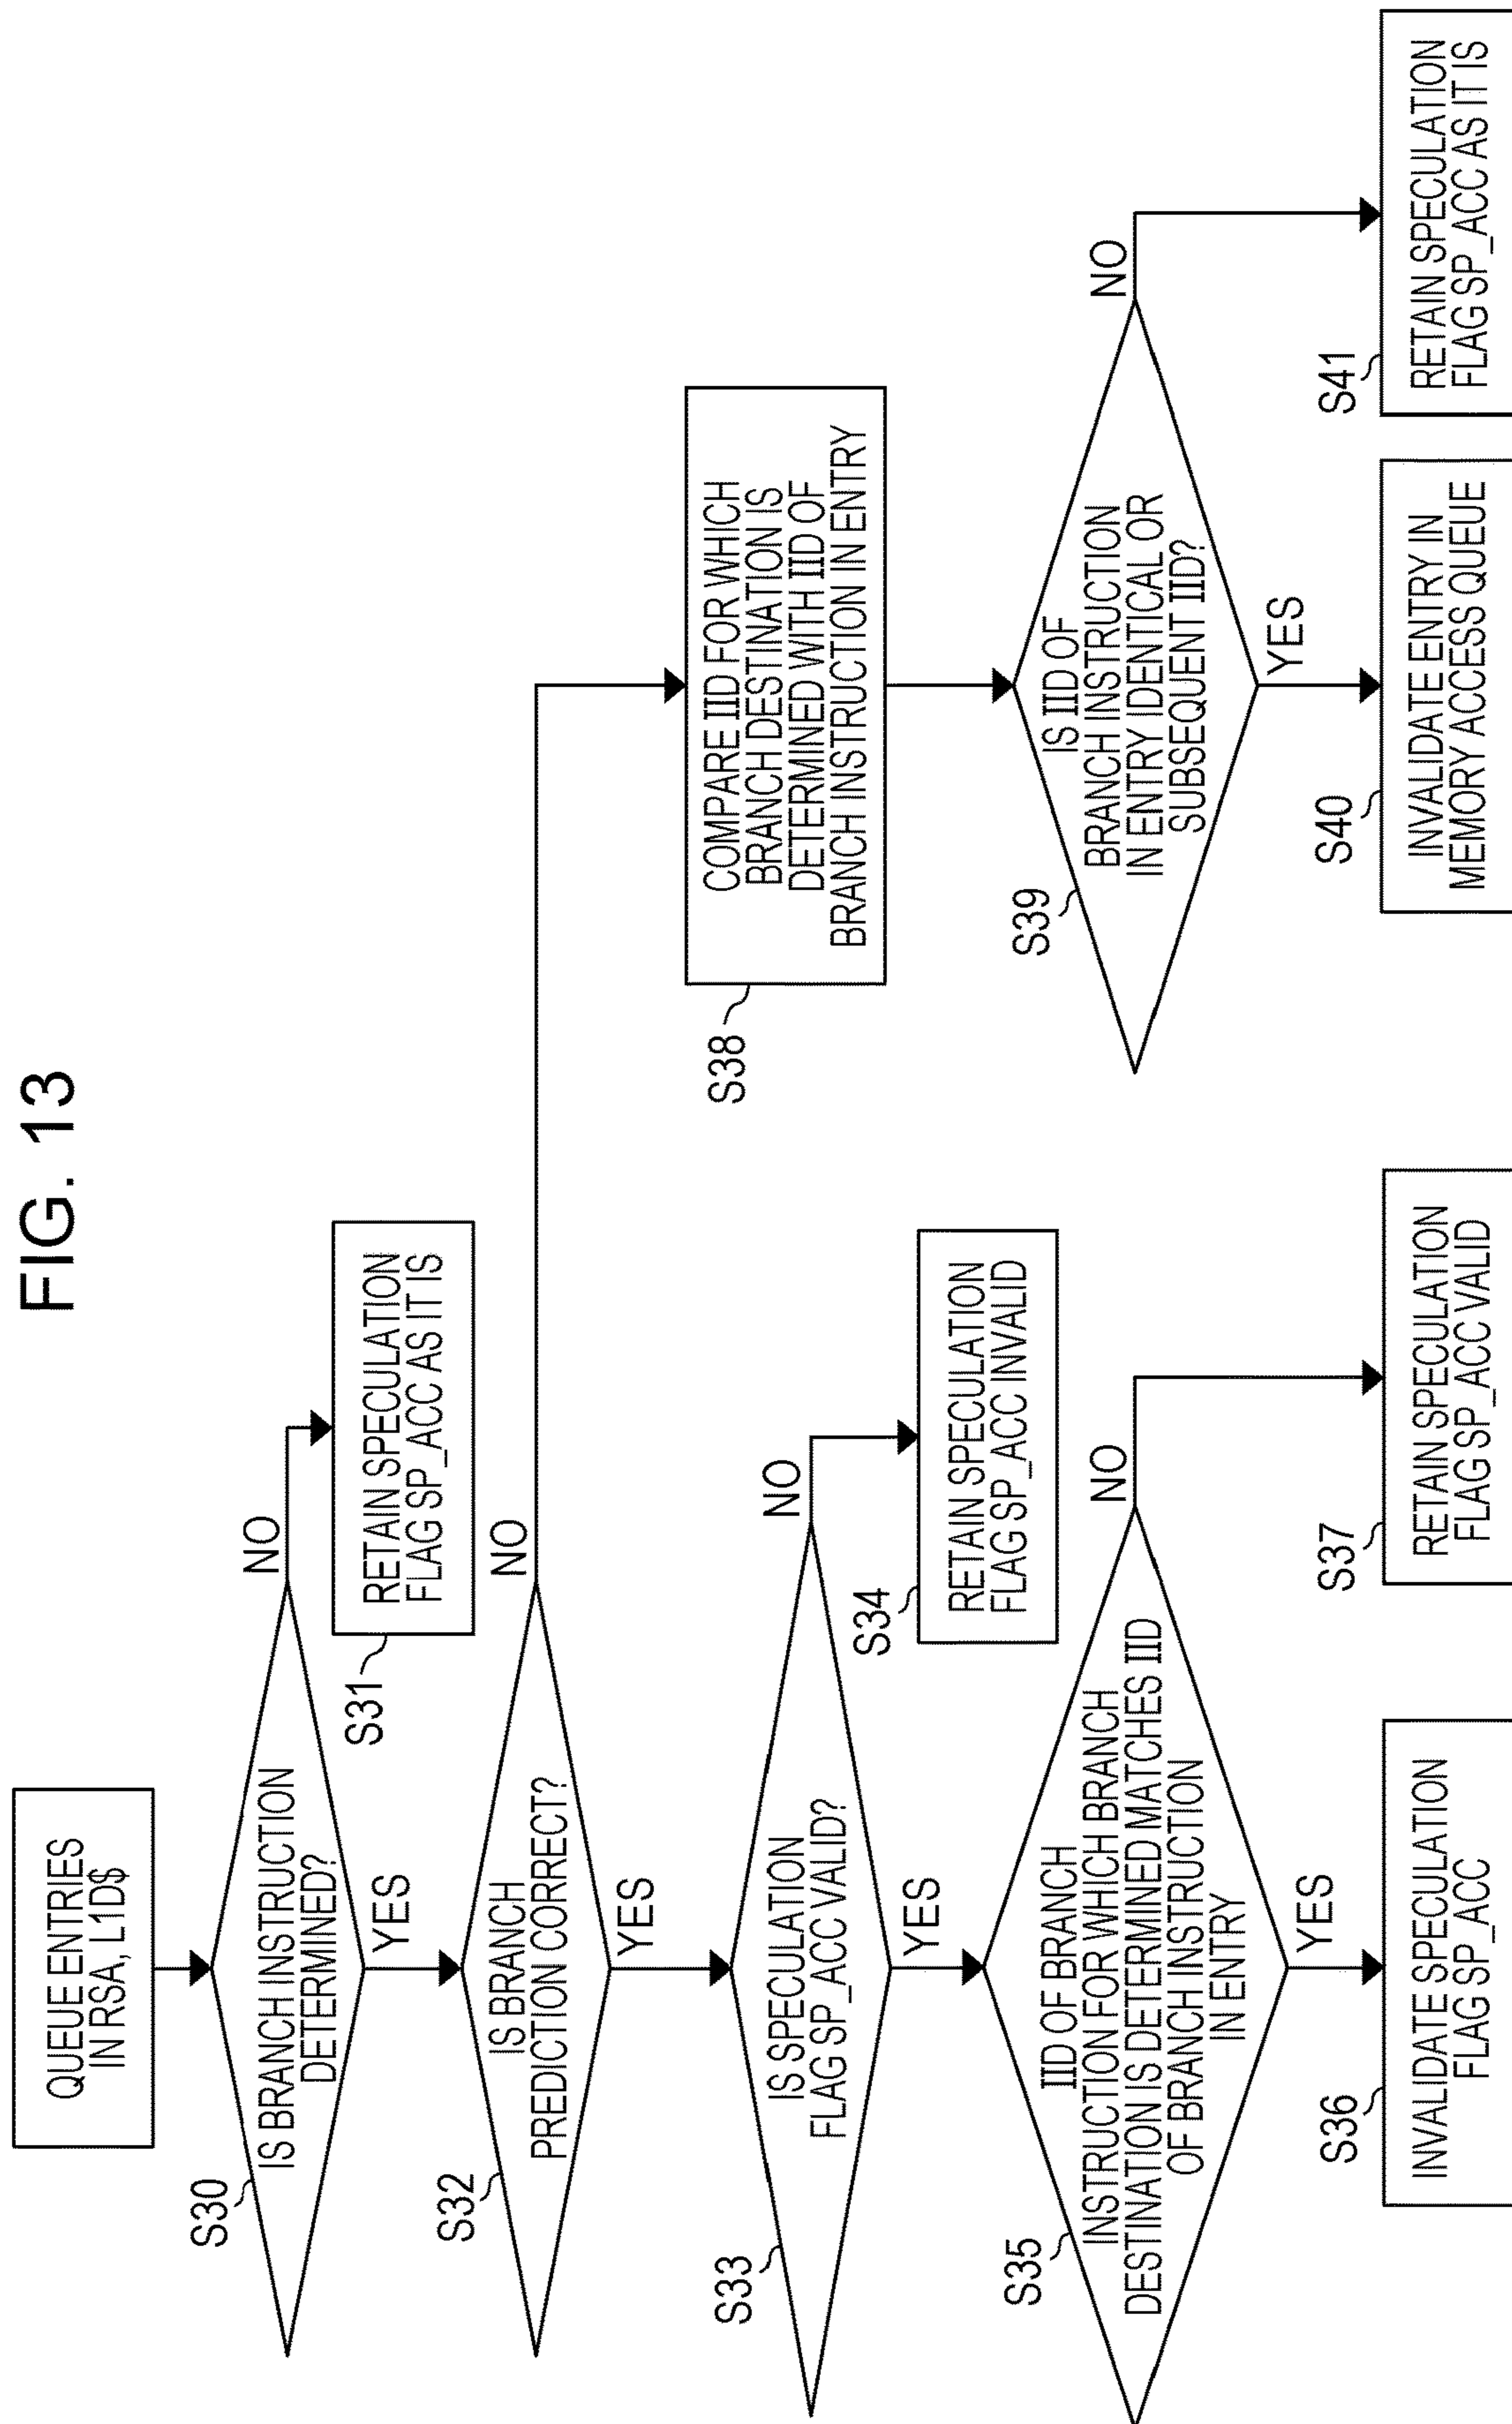 FIG. 13
QUEUE ENTRIES
IN RSA, L1D$
S30
IS BRANCH INSTRUCTION
DETERMINED?
NO
YES
S31
RETAIN SPECULATION
FLAG SP_ACC AS IT IS
S32
IS BRANCH
PREDICTION CORRECT?
NO
YES
S33
IS SPECULATION
FLAG SP_ACC VALID?
NO
YES
S34
RETAIN SPECULATION
FLAG SP_ACC INVALID
S35
IID OF BRANCH
INSTRUCTION FOR WHICH BRANCH
DESTINATION IS DETERMINED MATCHES IID
OF BRANCH INSTRUCTION
IN ENTRY
NO
YES
S36
INVALIDATE SPECULATION
FLAG SP_ACC
S37
RETAIN SPECULATION
FLAG SP_ACC VALID
S38
COMPARE IID FOR WHICH
BRANCH DESTINATION IS
DETERMINED WITH IID OF
BRANCH INSTRUCTION IN ENTRY
S39
IS IID OF
BRANCH INSTRUCTION
IN ENTRY IDENTICAL OR
SUBSEQUENT IID?
NO
YES
S40
INVALIDATE ENTRY IN
MEMORY ACCESS QUEUE
S41
RETAIN SPECULATION
FLAG SP_ACC AS IT IS